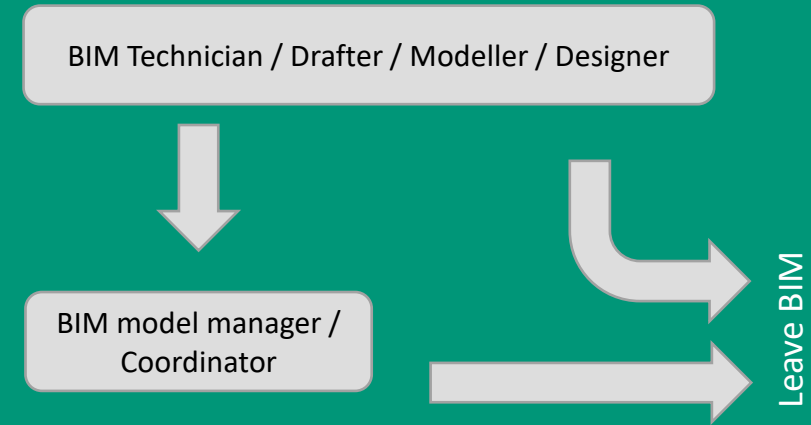 BIM Technician / Drafter / Modeller / Designer
BIM model manager /
Coordinator
Leave BIM